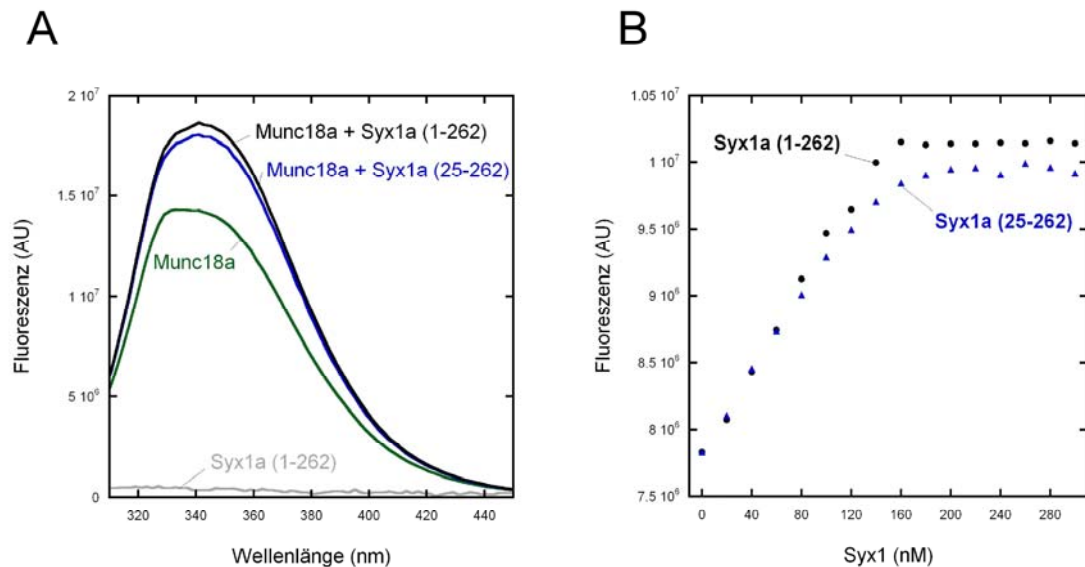 A
2 10⁷
1.5 10⁷
1 10⁷
5 10⁶
0
Fluoreszenz (AU)
Munc18a + Syx1a (1-262)
Munc18a + Syx1a (25-262)
Munc18a
Syx1a (1-262)
320 340 360 380 400 420 440
Wellenlänge (nm)
B
1.05 10⁷
1 10⁷
9.5 10⁶
9 10⁶
8.5 10⁶
8 10⁶
7.5 10⁶
Fluoreszenz (AU)
Syx1a (1-262)
Syx1a (25-262)
0 40 80 120 160 200 240 280
Syx1 (nM)